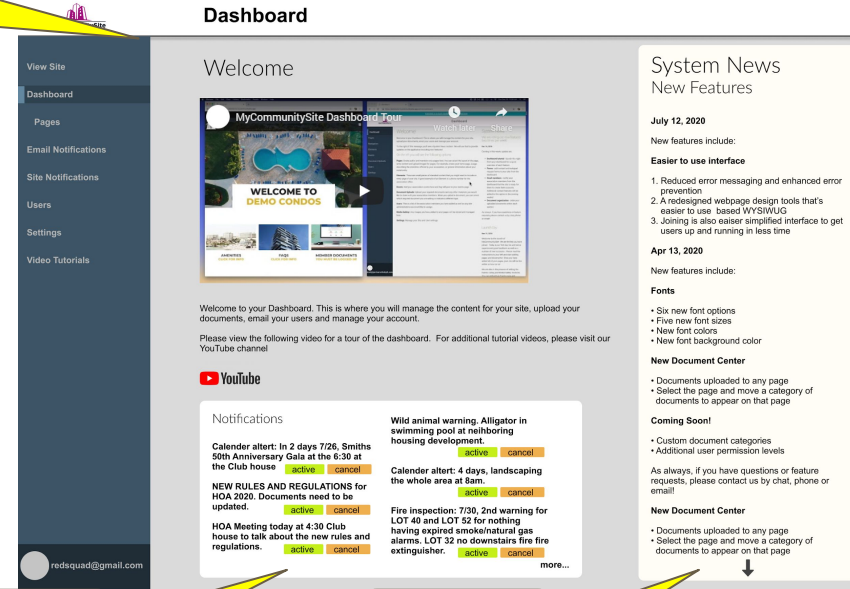 Site
Dashboard
View Site
Dashboard
Pages
Email Notifications
Site Notifications
Users
Settings
Video Tutorials
redsquad@gmail.com
Welcome
MyCommunitySite Dashboard Tour
Watch later
Share
WELCOME TO
DEMO CONDOS
AMENITIES
FAQS
MEMBER DOCUMENTS
Welcome to your Dashboard. This is where you will manage the content for your site, upload your
documents, email your users and manage your account.
Please view the following video for a tour of the dashboard. For additional tutorial videos, please visit our
YouTube channel
YouTube
Notifications
Calender altert: In 2 days 7/26, Smiths
50th Anniversary Gala at the 6:30 at
the Club house active cancel
NEW RULES AND REGULATIONS for
HOA 2020. Documents need to be
updated. active cancel
HOA Meeting today at 4:30 Club
house to talk about the new rules and
regulations. active cancel
Wild animal warning. Alligator in
swimming pool at neihboring
housing development.
active cancel
Calender altert: 4 days, landscaping
the whole area at 8am.
active cancel
Fire inspection: 7/30, 2nd warning for
LOT 40 and LOT 52 for nothing
having expired smoke/natural gas
alarms. LOT 32 no downstairs fire fire
extinguisher. active cancel
more...
System News
New Features
July 12, 2020
New features include:
Easier to use interface
1. Reduced error messaging and enhanced error
prevention
2. A redesigned webpage design tools that's
easier to use based WYSIWUG
3. Joining is also eaiser simplified interface to get
users up and running in less time
Apr 13, 2020
New features include:
Fonts
• Six new font options
• Five new font sizes
• New font colors
• New font background color
New Document Center
• Documents uploaded to any page
• Select the page and move a category of
documents to appear on that page
Coming Soon!
• Custom document categories
• Additional user permission levels
As always, if you have questions or feature
requests, please contact us by chat, phone or
email!
New Document Center
• Documents uploaded to any page
• Select the page and move a category of
documents to appear on that page